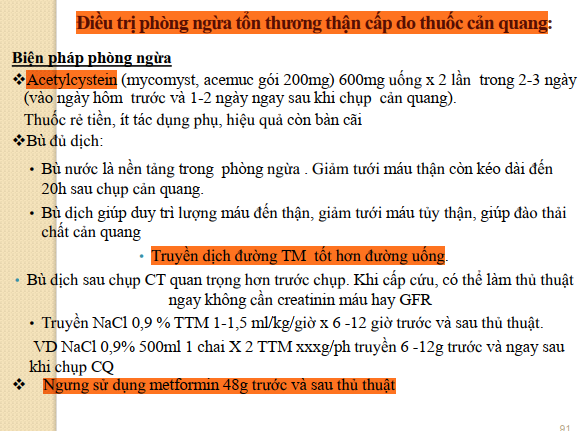 Điều trị phòng ngừa tổn thương thận cấp do thuốc cản quang:
Biện pháp phòng ngừa
❖Acetylcystein (mycomyst, acemuc gói 200mg) 600mg uống x 2 lần trong 2-3 ngày
(vào ngày hôm trước và 1-2 ngày ngay sau khi chụp cản quang).
Thuốc rẻ tiền, ít tác dụng phụ, hiệu quả còn bàn cãi
❖Bù đủ dịch:
• Bù nước là nền tảng trong phòng ngừa . Giảm tưới máu thận còn kéo dài đến
20h sau chụp cản quang.
• Bù dịch giúp duy trì lượng máu đến thận, giảm tưới máu tủy thận, giúp đào thải
chất cản quang
• Truyền dịch đường TM tốt hơn đường uống.
• Bù dịch sau chụp CT quan trọng hơn trước chụp. Khi cấp cứu, có thể làm thủ thuật
ngay không cần creatinin máu hay GFR
• Truyền NaCl 0,9 % TTM 1-1,5 ml/kg/giờ x 6 -12 giờ trước và sau thủ thuật.
VD NaCl 0,9% 500ml 1 chai X 2 TTM xxxg/ph truyền 6 -12g trước và ngay sau
khi chụp CQ
❖ Ngưng sử dụng metformin 48g trước và sau thủ thuật
91